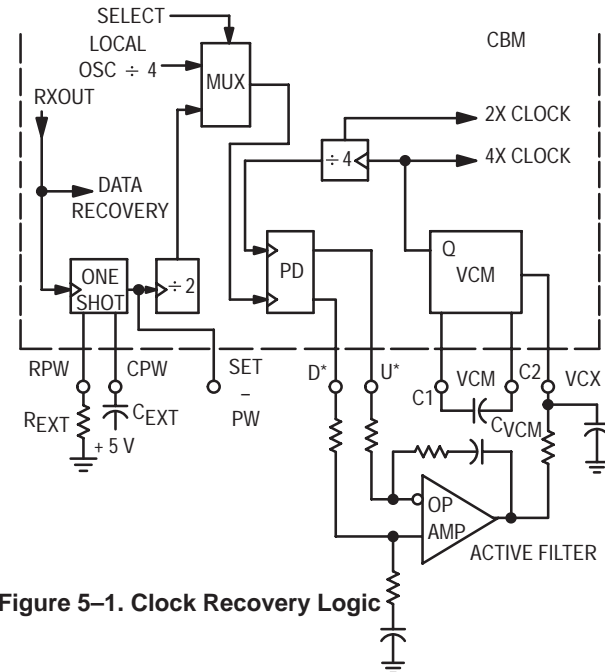 SELECT
LOCAL
OSC ÷ 4
MUX
CBM
RXOUT
2X CLOCK
÷ 4
4X CLOCK
DATA
RECOVERY
ONE
SHOT
÷ 2
PD
Q
VCM
RPW
CPW
SET
–
PW
D*
U*
C1
VCM
C2
VCX
REXT
CEXT
+ 5 V
CVCM
OP
AMP
ACTIVE FILTER
Figure 5–1. Clock Recovery Logic